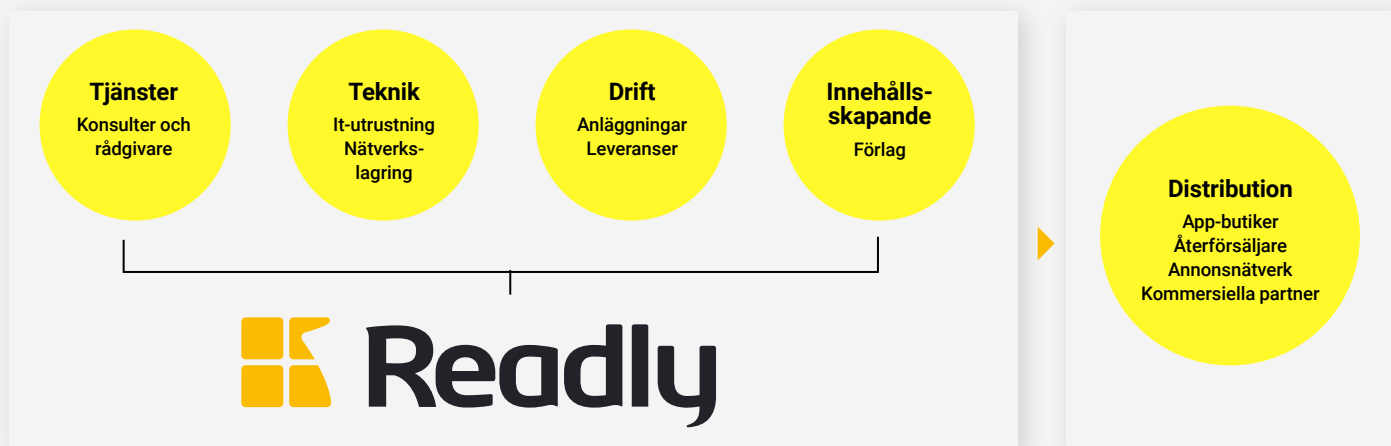 Tjänster
Konsulter och
rådgivare
Teknik
It-utrustning
Nätverks-
lagring
Drift
Anläggningar
Leveranser
Innehålls-
skapande
Förlag
Readly
Distribution
App-butiker
Återförsäljare
Annonsnätverk
Kommersiella partner